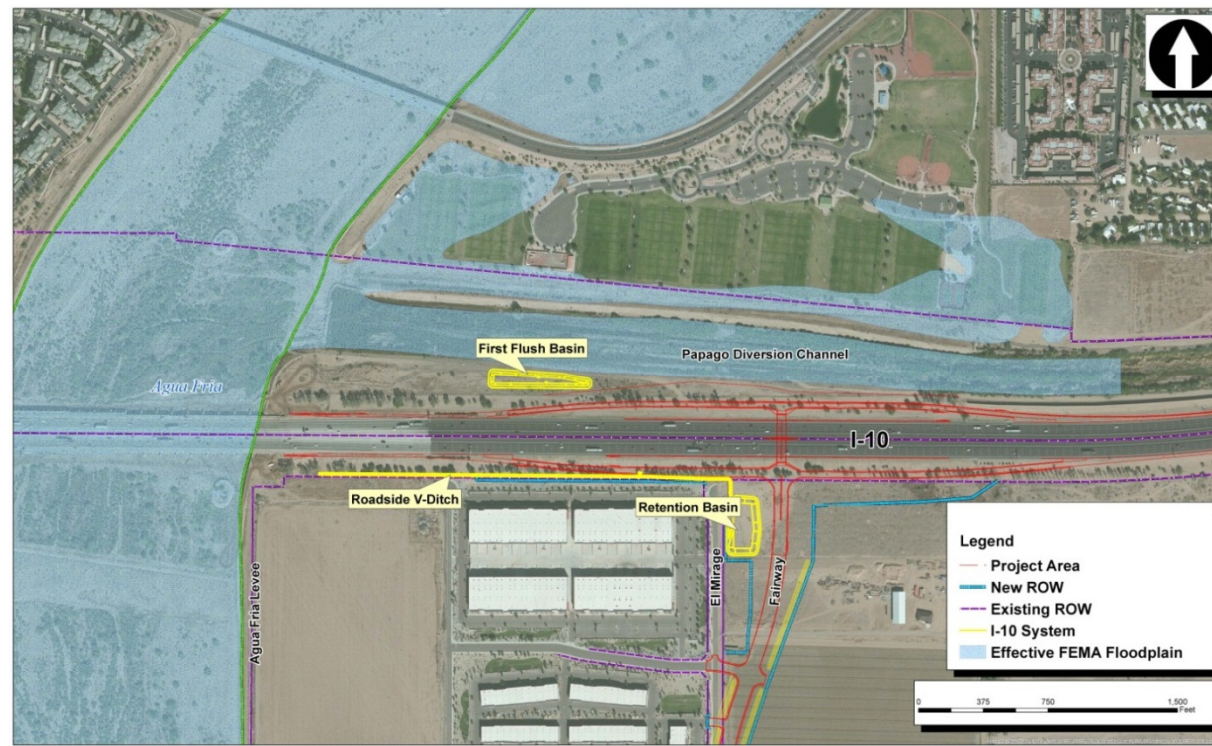 First Flush Basin
Papago Diversion Channel
Agua Fria
I-10
Roadside V-Ditch
Retention Basin
Agua Fria Levee
El Mirage
Fairway
Legend
Project Area
New ROW
Existing ROW
I-10 System
Effective FEMA Floodplain
0 375 750 1,500
Feet